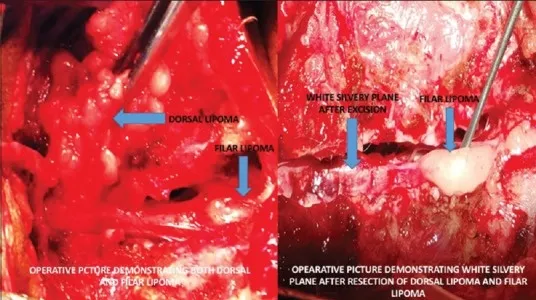 DORSAL LIPOMA
FILAR LIPOMA
OPERATIVE PICTURE DEMONSTRATING BOTH DORSAL
AND FILAR LIPOMA
WHITE SILVERY PLANE
AFTER EXCISION
FILAR LIPOMA
OPEARATIVE PICTURE DEMONSTRATING WHITE SILVERY
PLANE AFTER RESECTION OF DORSAL LIPOMA AND FILAR
LIPOMA